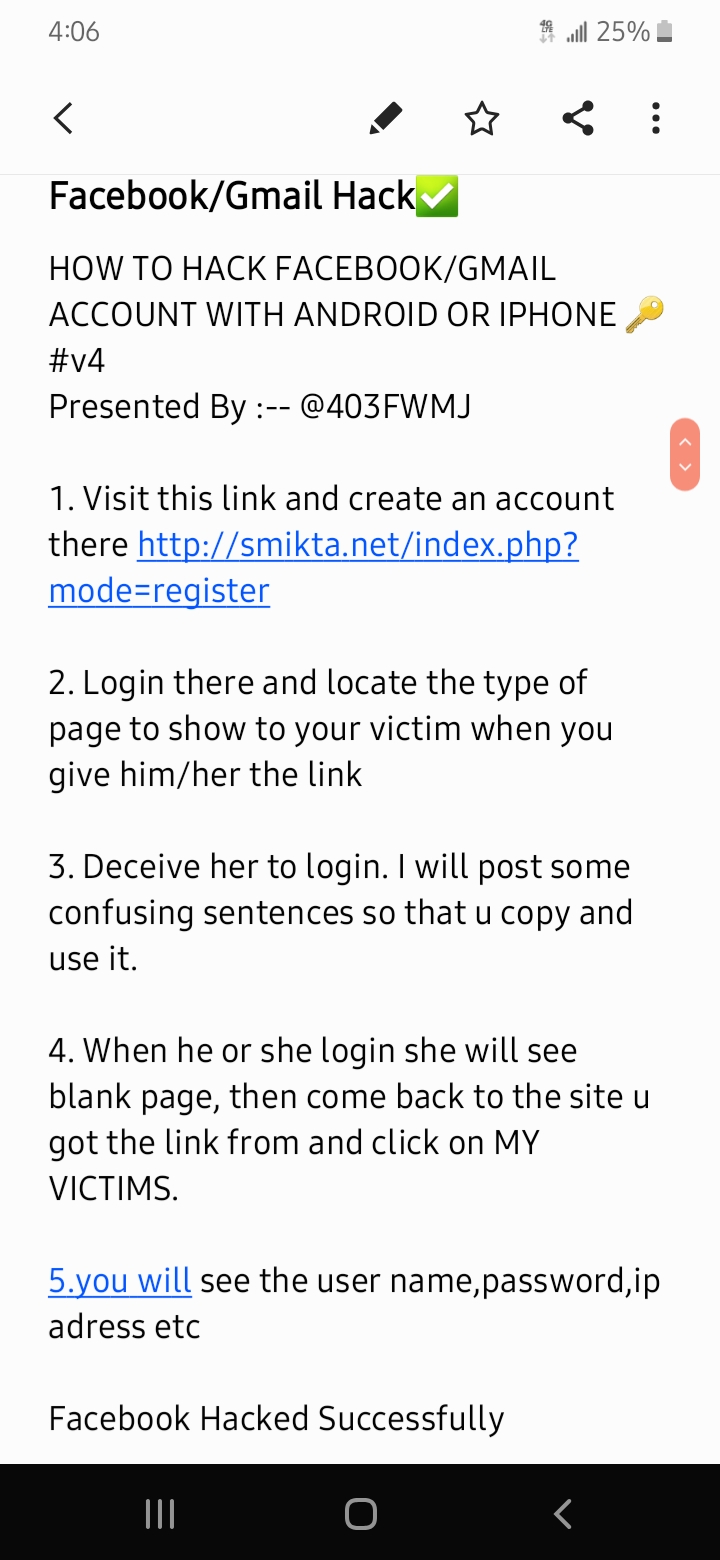 4:06
4G LTE 25%
Facebook/Gmail Hack✅
HOW TO HACK FACEBOOK/GMAIL
ACCOUNT WITH ANDROID OR IPHONE 🔑
#v4
Presented By :-- @403FWMJ
1. Visit this link and create an account
there http://smikta.net/index.php?
mode=register
2. Login there and locate the type of
page to show to your victim when you
give him/her the link
3. Deceive her to login. I will post some
confusing sentences so that u copy and
use it.
4. When he or she login she will see
blank page, then come back to the site u
got the link from and click on MY
VICTIMS.
5.you will see the user name,password,ip
adress etc
Facebook Hacked Successfully